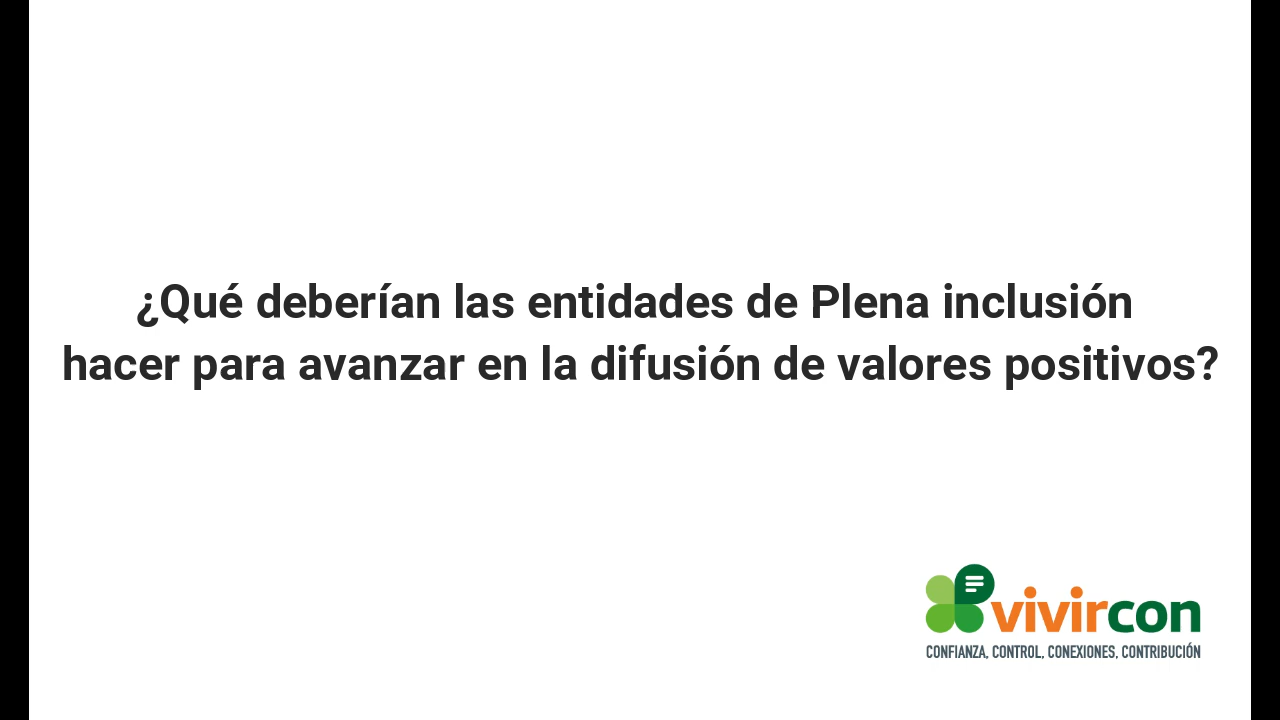 ¿Qué deberían las entidades de Plena inclusión
hacer para avanzar en la difusión de valores positivos?
vivircon
CONFIANZA, CONTROL, CONEXIONES, CONTRIBUCIÓN